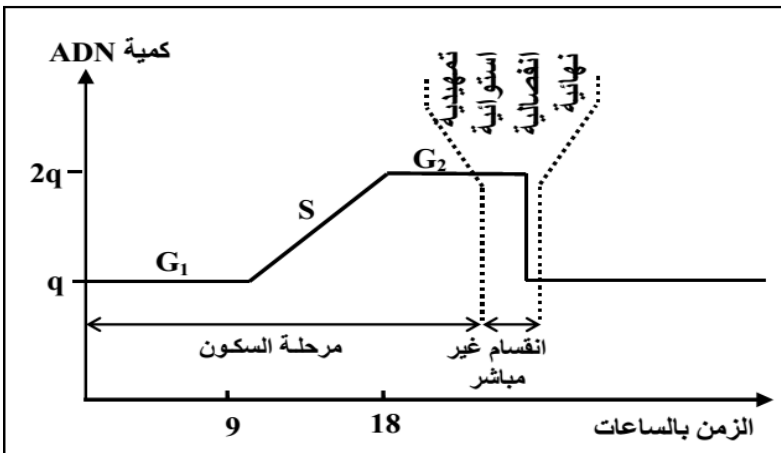 كمية ADN
تمهيدية
استوائية
انفصالية
نهائية
2q
G₂
S
G₁
q
مرحلة السكون
انقسام غير
مباشر
9
18
الزمن بالساعات